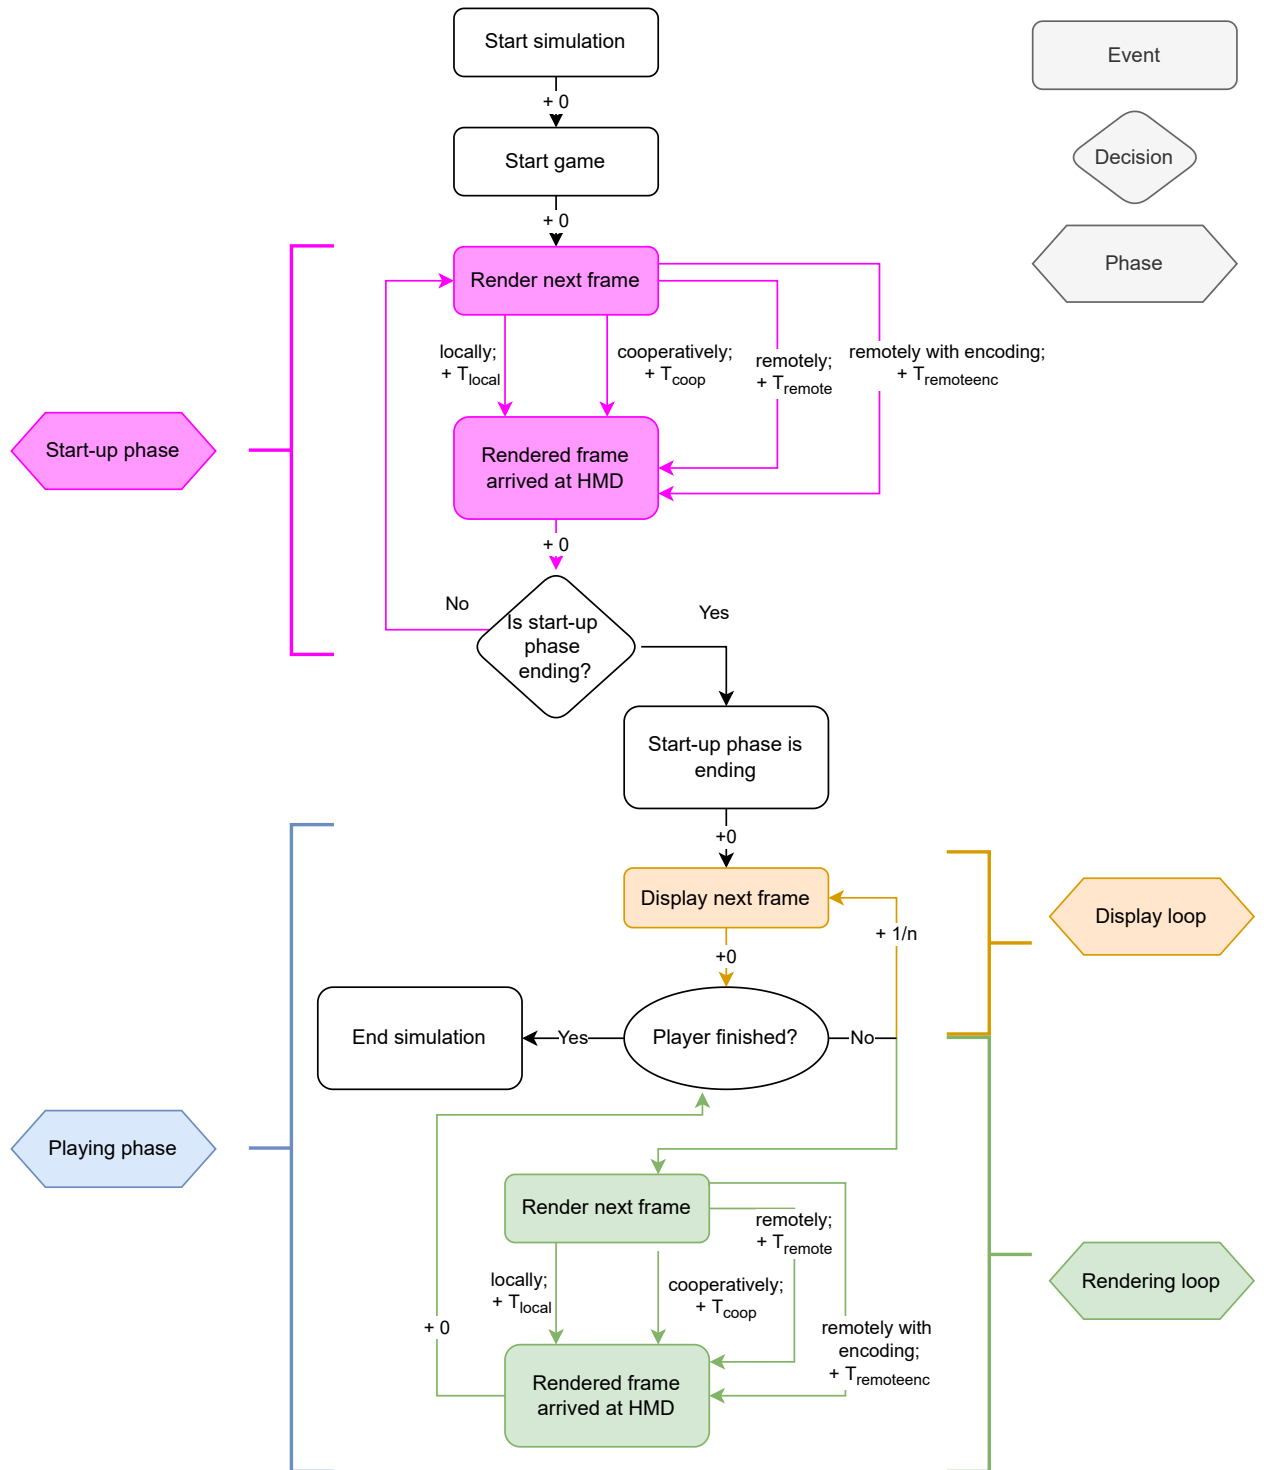 Start simulation
Event
+ 0
Decision
Start game
+ 0
Phase
Render next frame
locally;
+ Tlocal
cooperatively;
+ Tcoop
remotely;
+ Tremote
remotely with encoding;
+ Tremoteenc
Start-up phase
Rendered frame
arrived at HMD
+ 0
No
Yes
Is start-up
phase
ending?
Start-up phase is
ending
+0
Display next frame
Display loop
+ 1/n
+0
End simulation
Yes
Player finished?
No
Playing phase
Render next frame
remotely;
+ Tremote
locally;
+ Tlocal
cooperatively;
+ Tcoop
Rendering loop
+ 0
remotely with
encoding;
+ Tremoteenc
Rendered frame
arrived at HMD